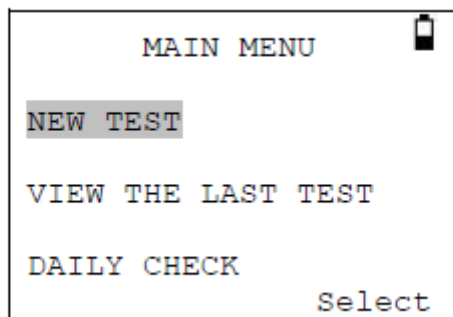 MAIN MENU
NEW TEST
VIEW THE LAST TEST
DAILY CHECK
Select